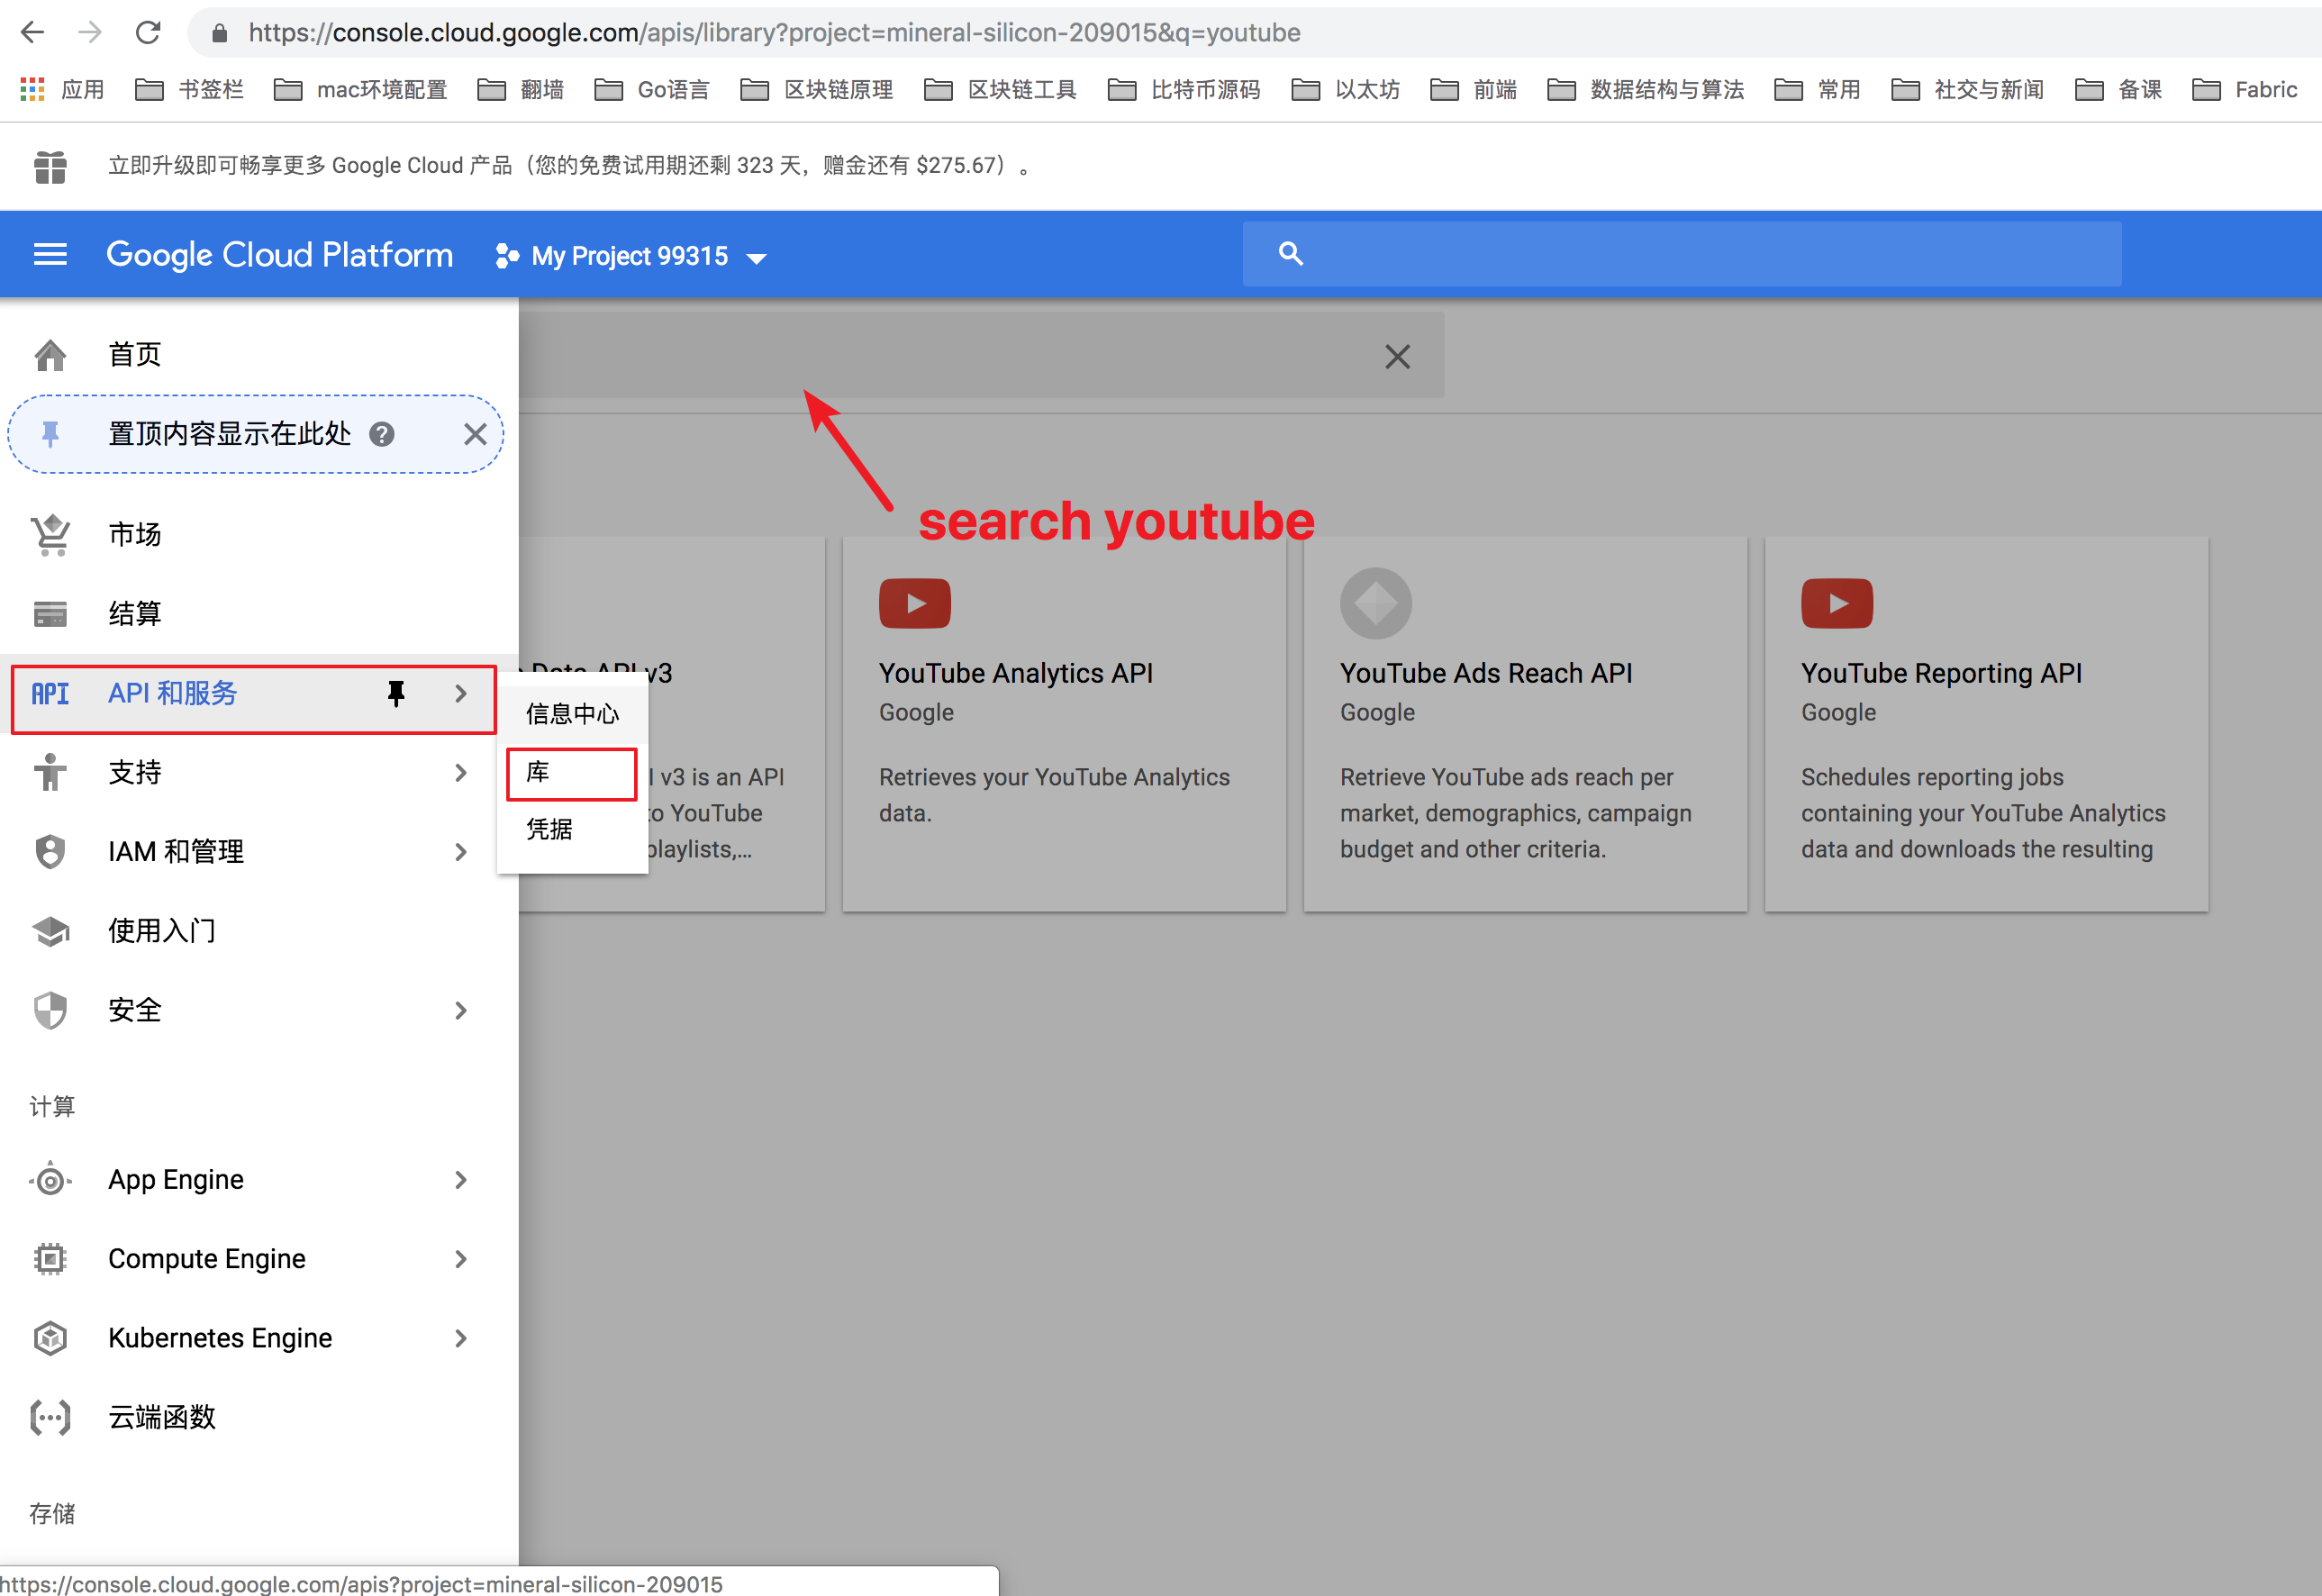 https://console.cloud.google.com/apis/library?project=mineral-silicon-209015&q=youtube
应用 书签栏 mac环境配置 翻墙 Go语言 区块链原理 区块链工具 比特币源码 以太坊 前端 数据结构与算法 常用 社交与新闻 备课 Fabric
立即升级即可畅享更多 Google Cloud 产品（您的免费试用期还剩 323 天，赠金还有 $275.67）。
Google Cloud Platform My Project 99315
首页
置顶内容显示在此处
市场
结算
API API 和服务
支持
IAM 和管理
使用入门
安全
计算
App Engine
Compute Engine
Kubernetes Engine
云端函数
存储
信息中心
库
凭据
search youtube
Data API v3
v3 is an API
to YouTube
playlists,...
YouTube Analytics API
Google
Retrieves your YouTube Analytics
data.
YouTube Ads Reach API
Google
Retrieve YouTube ads reach per
market, demographics, campaign
budget and other criteria.
YouTube Reporting API
Google
Schedules reporting jobs
containing your YouTube Analytics
data and downloads the resulting
https://console.cloud.google.com/apis?project=mineral-silicon-209015